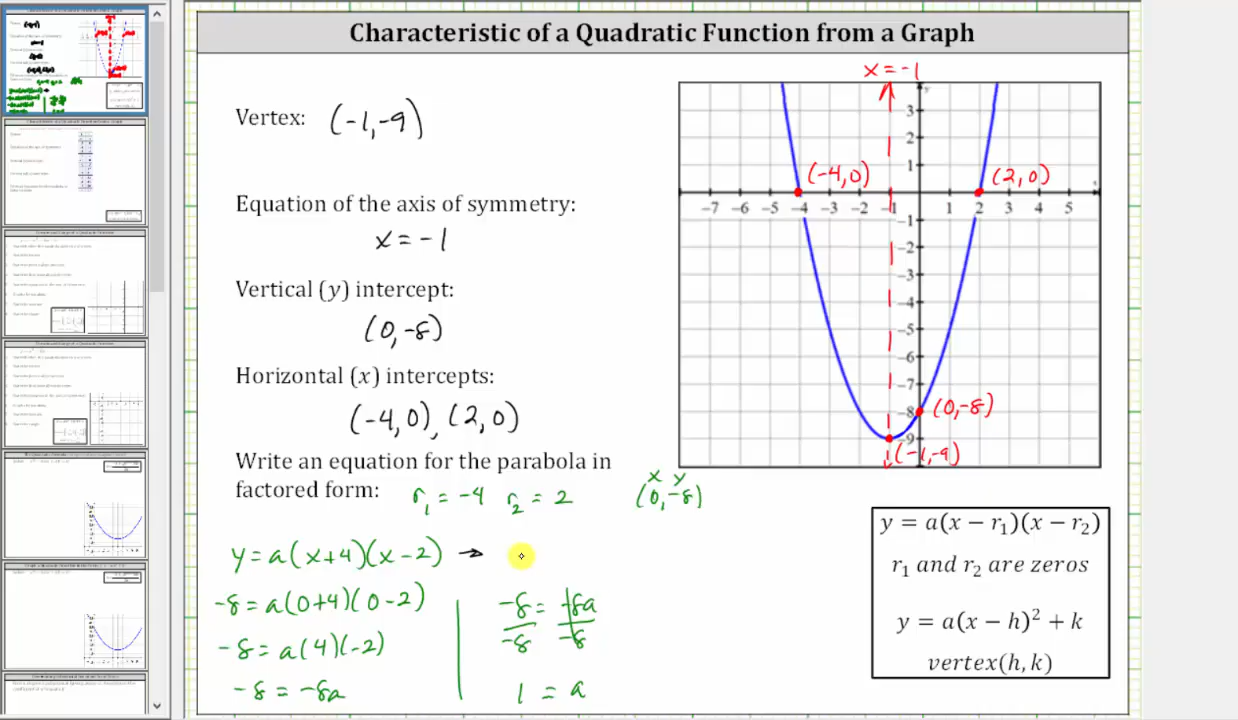 Characteristic of a Quadratic Function from a Graph
Vertex: (-1,-9)
Equation of the axis of symmetry:
x = -1
Vertical (y) intercept:
(0,-8)
Horizontal (x) intercepts:
(-4,0), (2,0)
Write an equation for the parabola in
factored form: r₁ = -4 r₂ = 2
x y
(0,-8)
y = a(x+4)(x-2) →
-8 = a(0+4)(0-2)
-8 = a(4)(-2)
-8 = -8a
-8 = -8a
-8 -8
1 = a
x = -1
y
3
2
1
(-4,0)
(2,0)
-7 -6 -5 -4 -3 -2 -1 1 2 3 4 5
-1
-2
-3
-4
-5
-6
-7
-8
(0,-8)
-9
(-1,-9)
y = a(x − r₁)(x − r₂)
r₁ and r₂ are zeros
y = a(x − h)² + k
vertex(h, k)